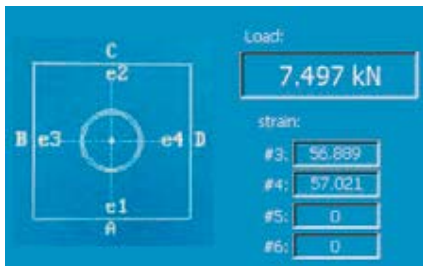 C
e2
B e3 e4 D
e1
A
Load:
7.497 kN
strain:
#3: 56.889
#4: 57.021
#5: 0
#6: 0